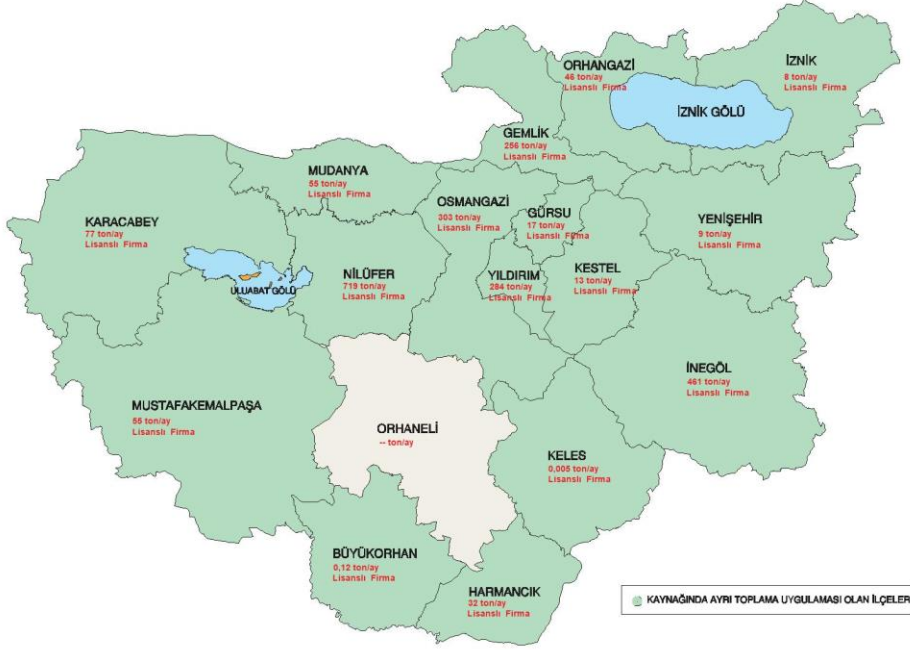 ORHANGAZİ
46 ton/ay
Lisanslı Firma
İZNİK
8 ton/ay
Lisanslı Firma
İZNİK GÖLÜ
GEMLİK
256 ton/ay
Lisanslı Firma
MUDANYA
55 ton/ay
Lisanslı Firma
OSMANGAZİ
303 ton/ay
Lisanslı Firma
GÜRSU
17 ton/ay
Lisanslı Firma
YENİŞEHİR
9 ton/ay
Lisanslı Firma
KARACABEY
77 ton/ay
Lisanslı Firma
ULUABAT GÖLÜ
NİLÜFER
719 ton/ay
Lisanslı Firma
YILDIRIM
284 ton/ay
Lisanslı Firma
KESTEL
13 ton/ay
Lisanslı Firma
İNEGÖL
461 ton/ay
Lisanslı Firma
MUSTAFAKEMALPAŞA
55 ton/ay
Lisanslı Firma
ORHANELİ
-- ton/ay
KELES
0,005 ton/ay
Lisanslı Firma
BÜYÜKORHAN
0,12 ton/ay
Lisanslı Firma
HARMANCIK
32 ton/ay
Lisanslı Firma
KAYNAĞINDA AYRI TOPLAMA UYGULAMASI OLAN İLÇELER